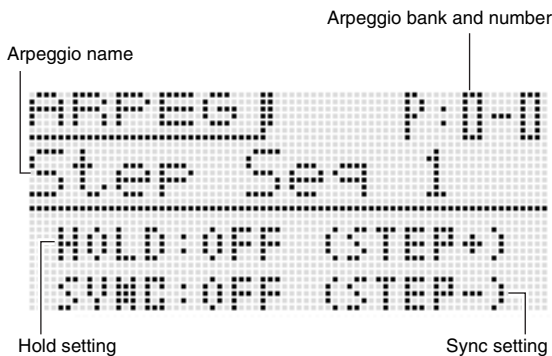 Arpeggio bank and number
Arpeggio name
ARPEG P:0-0
Step Seq 1
HOLD:OFF (STEP+)
SYNC:OFF (STEP-)
Hold setting
Sync setting